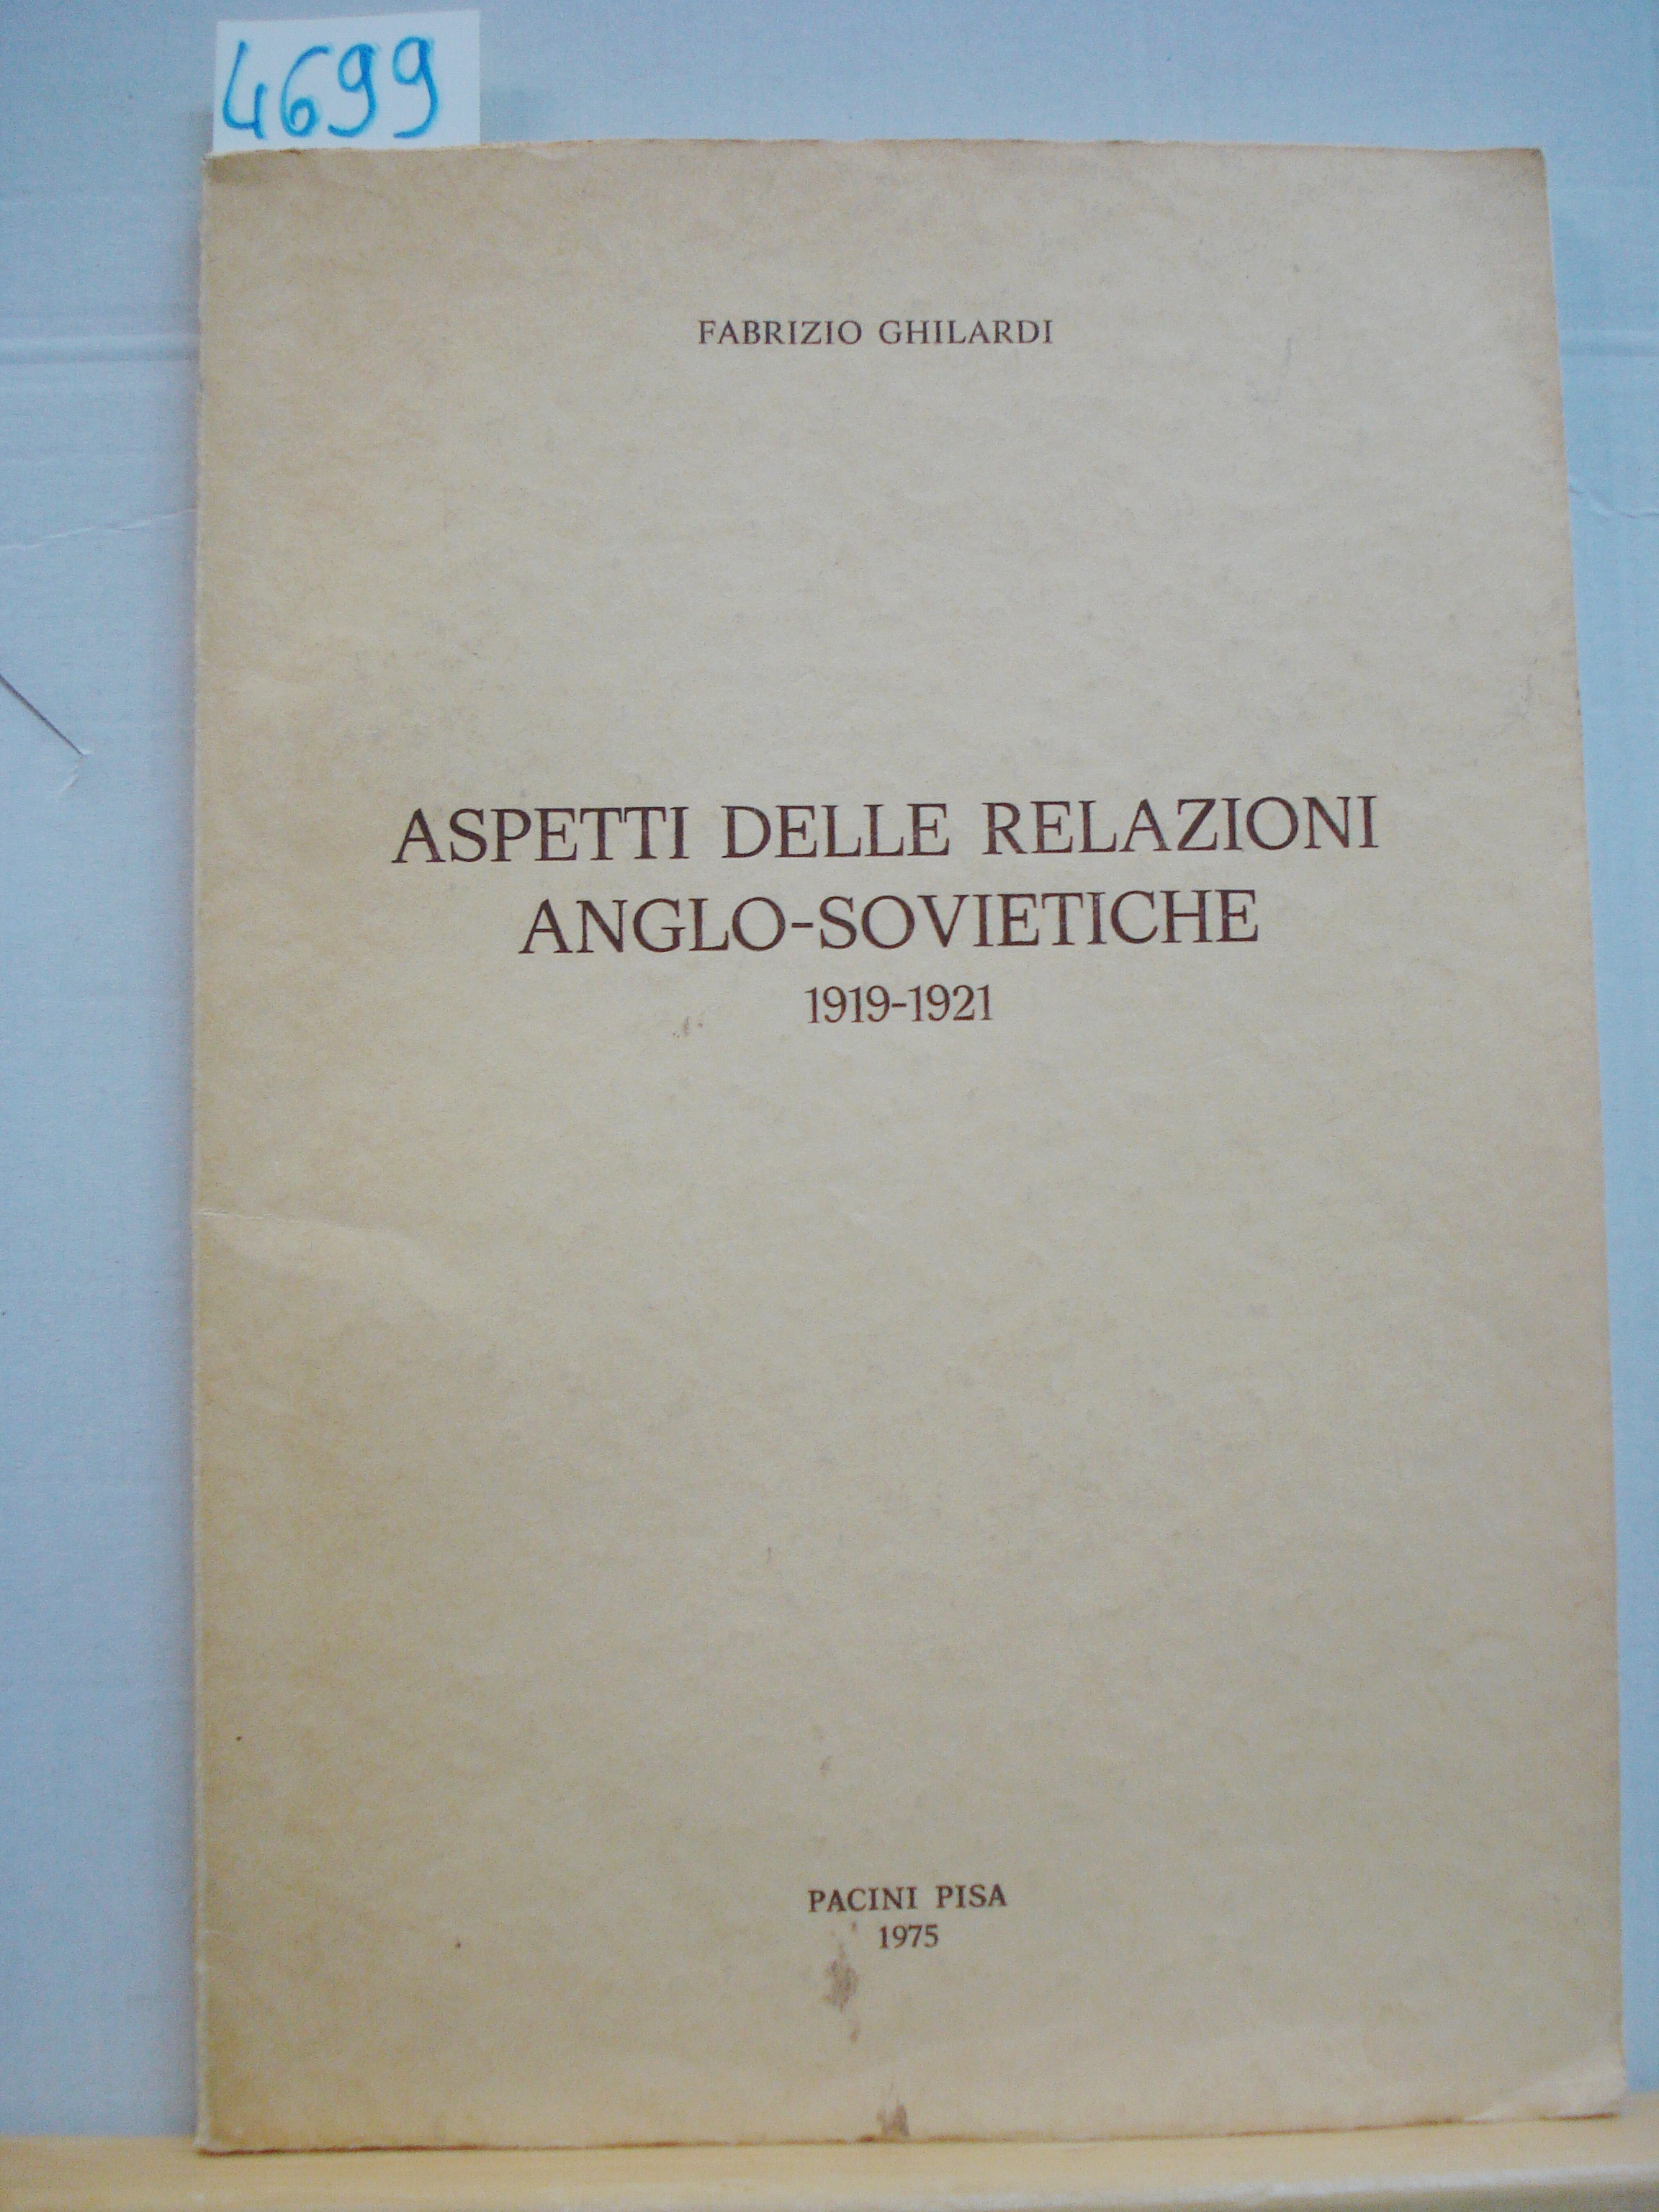 4699
FABRIZIO GHILARDI
ASPETTI DELLE RELAZIONI
ANGLO-SOVIETICHE
1919-1921
PACINI PISA
1975